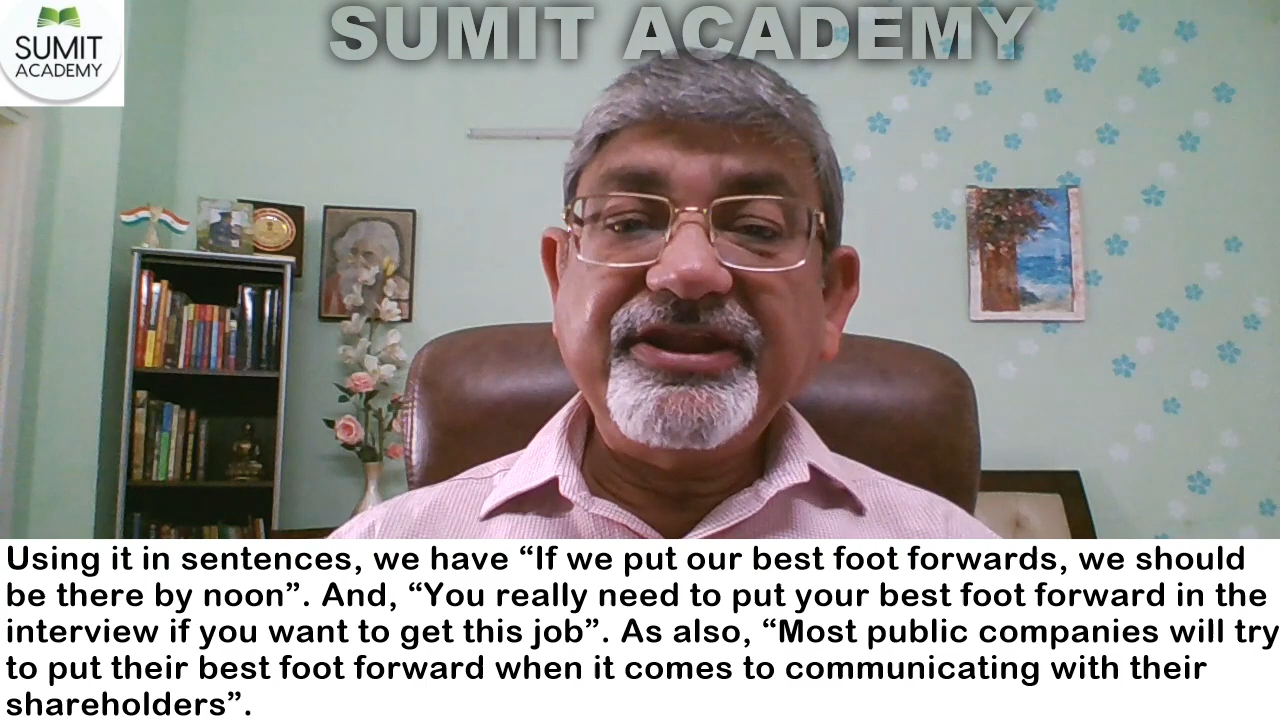 SUMIT ACADEMY
SUMIT
ACADEMY
Using it in sentences, we have “If we put our best foot forwards, we should
be there by noon”. And, “You really need to put your best foot forward in the
interview if you want to get this job”. As also, “Most public companies will try
to put their best foot forward when it comes to communicating with their
shareholders”.